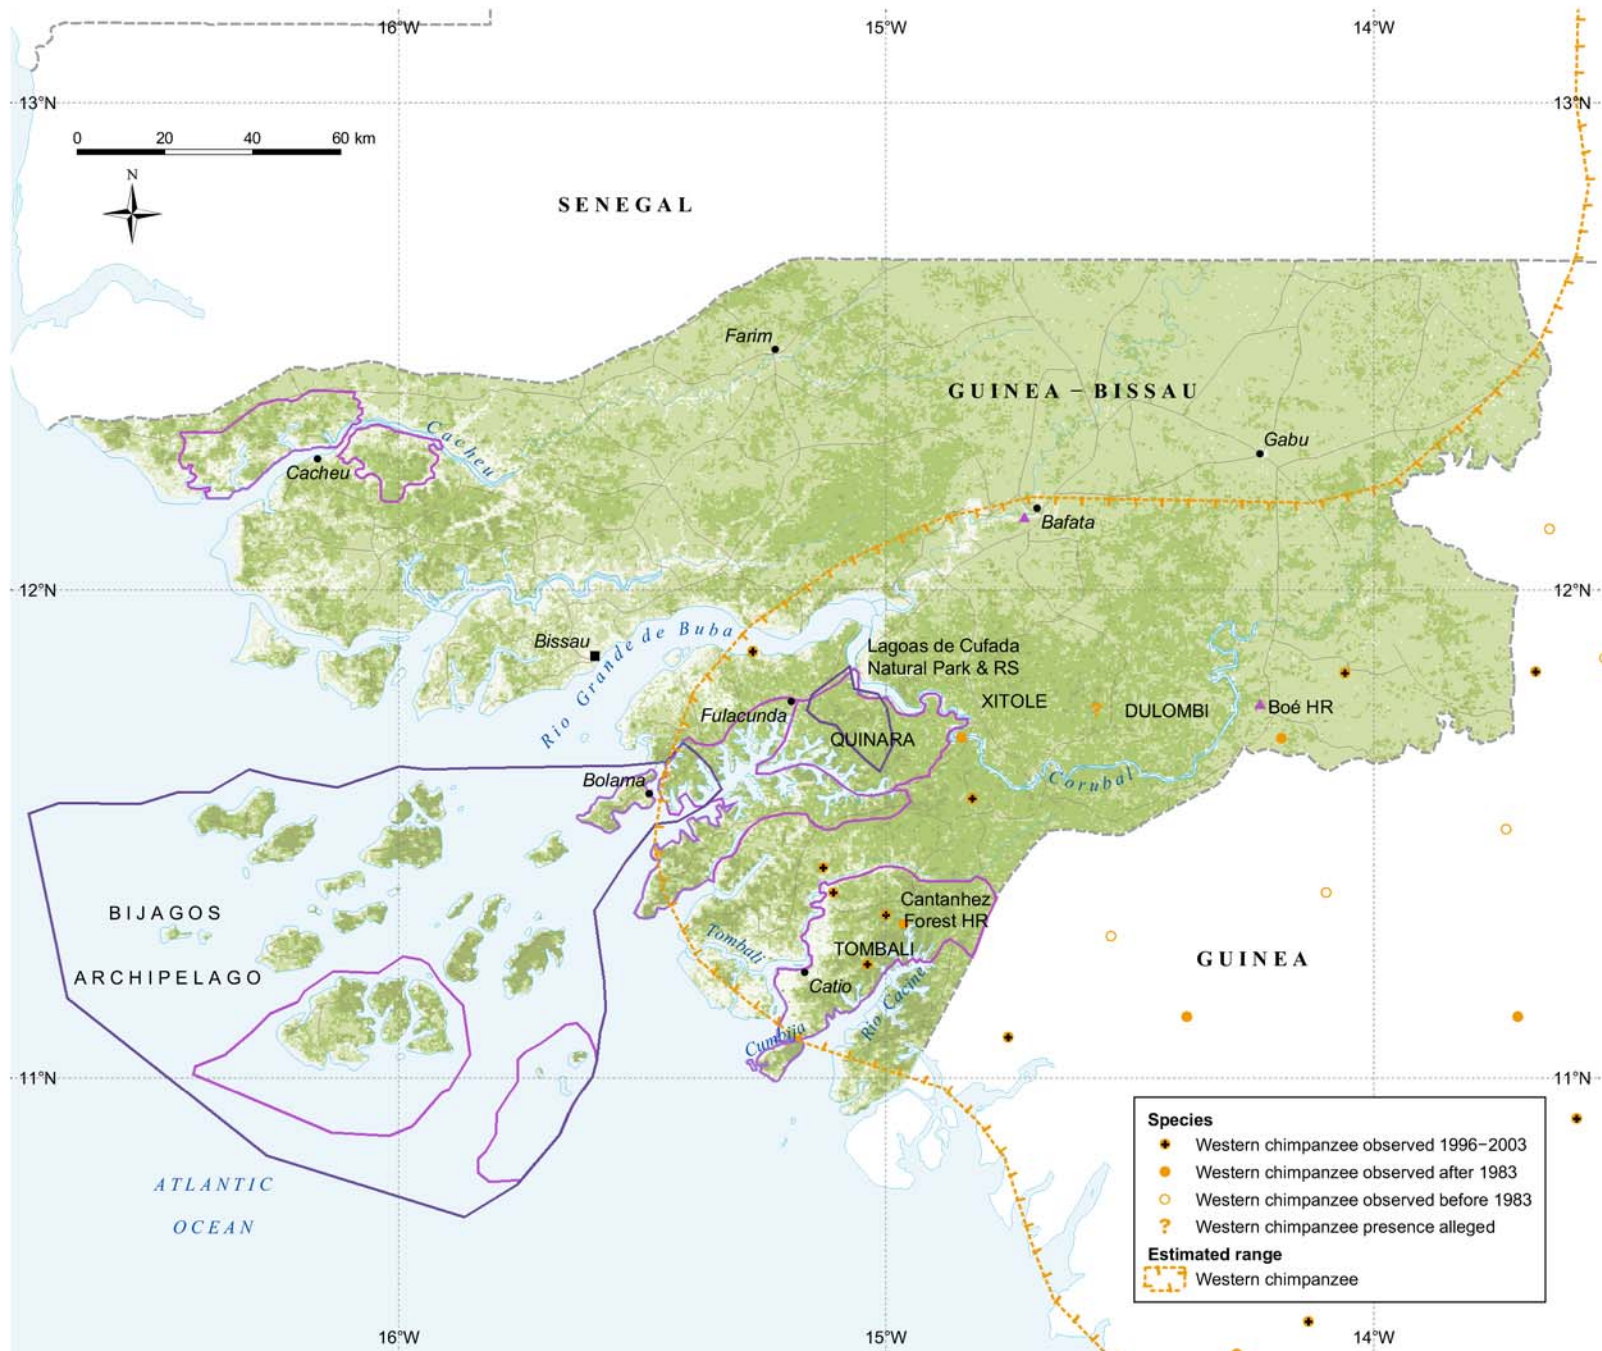 16°W 15°W 14°W
13°N 13°N
0 20 40 60 km
N
SENEGAL
Farim
GUINEA – BISSAU
Cacheu
Gabu
Cacheu
Bafata
12°N 12°N
Rio Grande de Buba
Bissau
Lagoas de Cufada
Natural Park & RS
XITOLE
DULOMBI
Boé HR
Fulacunda
QUINARA
Corubal
Bolama
BIJAGOS
ARCHIPELAGO
Cantanhez
Forest HR
TOMBALI
Tombali
Catio
Rio Cacine
Cumbija
GUINEA
11°N 11°N
ATLANTIC
OCEAN
Species
Western chimpanzee observed 1996–2003
Western chimpanzee observed after 1983
Western chimpanzee observed before 1983
? Western chimpanzee presence alleged
Estimated range
Western chimpanzee
?
16°W 15°W 14°W